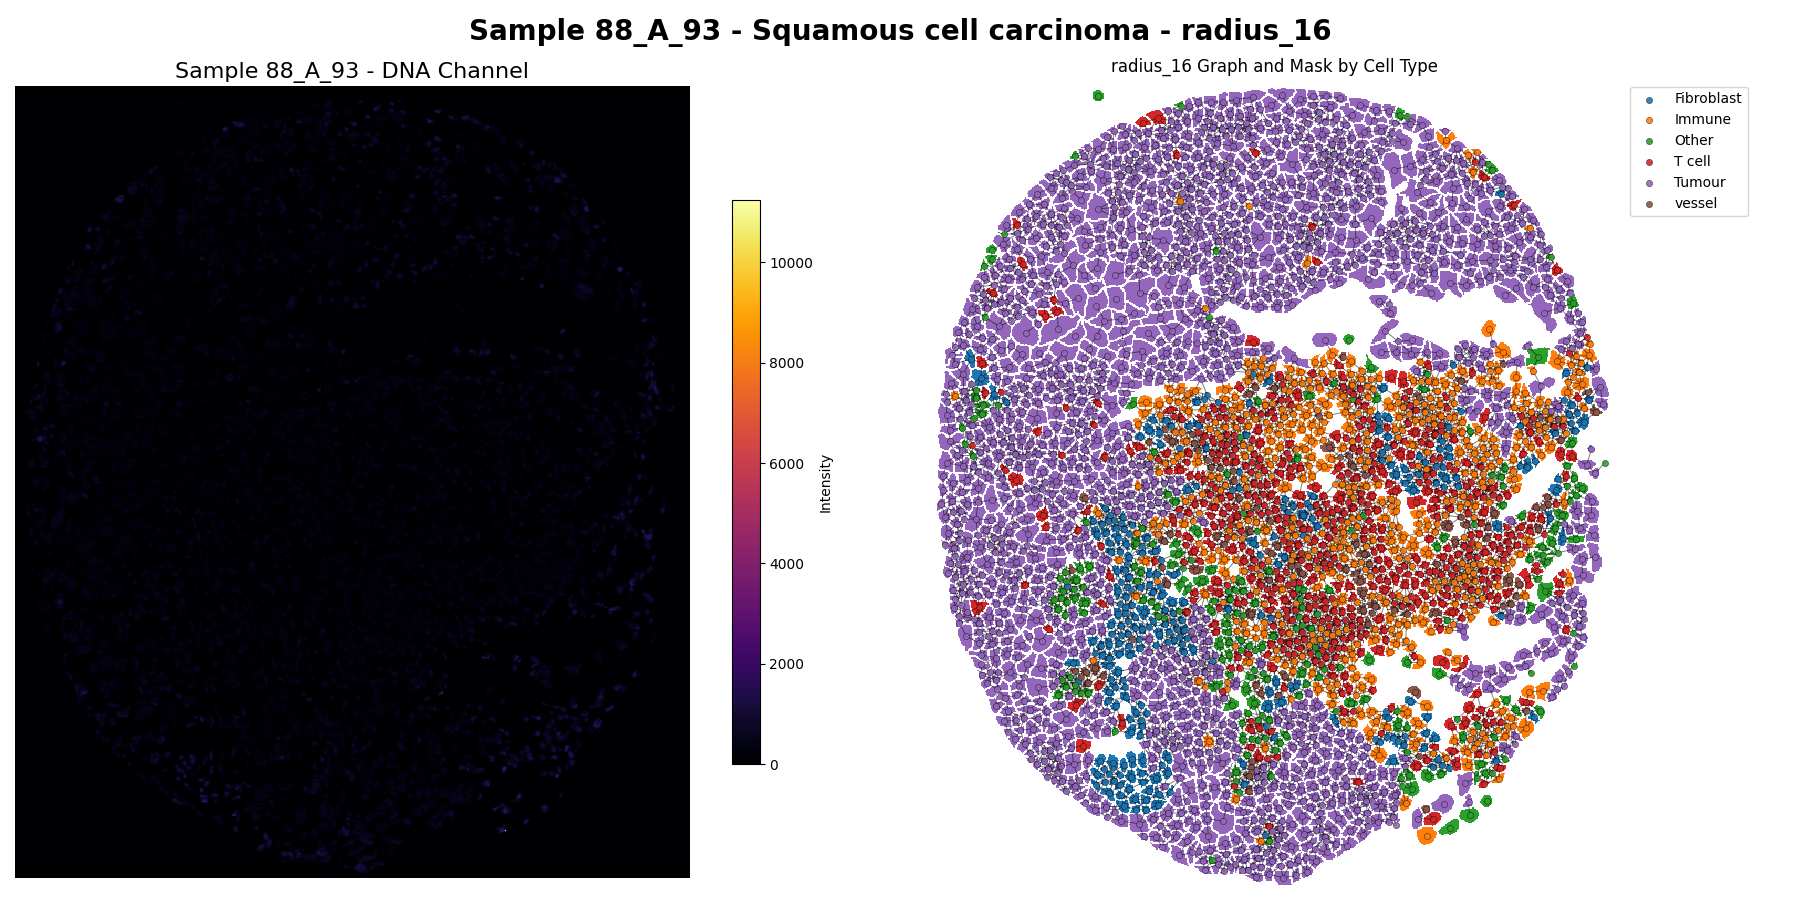 Sample 88_A_93 - Squamous cell carcinoma - radius_16
Sample 88_A_93 - DNA Channel
10000
8000
6000
4000
2000
0
Intensity
radius_16 Graph and Mask by Cell Type
Fibroblast
Immune
Other
T cell
Tumour
vessel